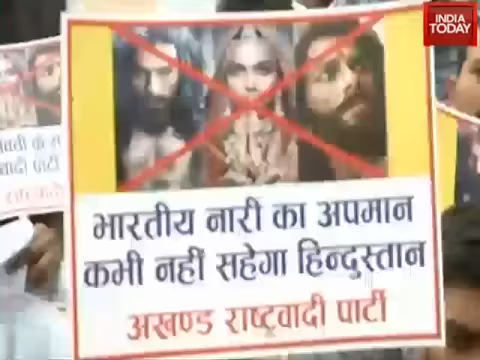 INDIA
TODAY
भारतीय नारी का अपमान
कभी नहीं सहेगा हिन्दुस्तान
अखण्ड राष्ट्रवादी पार्टी
वादी पार्टी